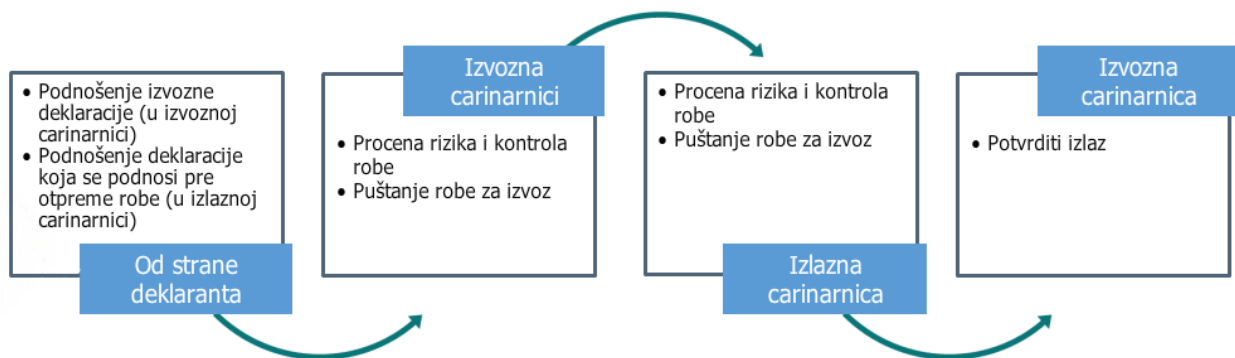 • Podnošenje izvozne
deklaracije (u izvoznoj
carinarnici)
• Podnošenje deklaracije
koja se podnosi pre
otpreme robe (u izlaznoj
carinarnici)
Od strane
deklaranta
Izvozna
carinarnici
• Procena rizika i kontrola
robe
• Puštanje robe za izvoz
• Procena rizika i kontrola
robe
• Puštanje robe za izvoz
Izlazna
carinarnica
Izvozna
carinarnica
• Potvrditi izlaz